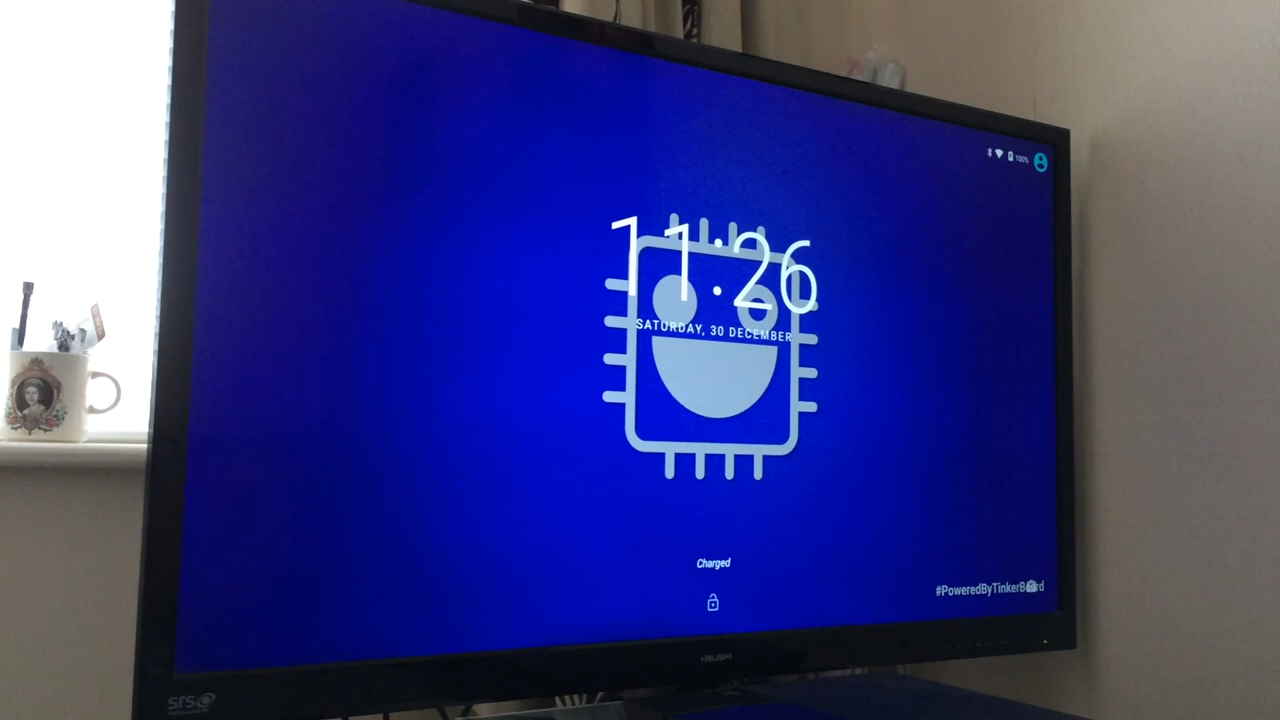 100%
11:26
SATURDAY, 30 DECEMBER
Charged
#PoweredByTinkerBoard
BUSH
SRS